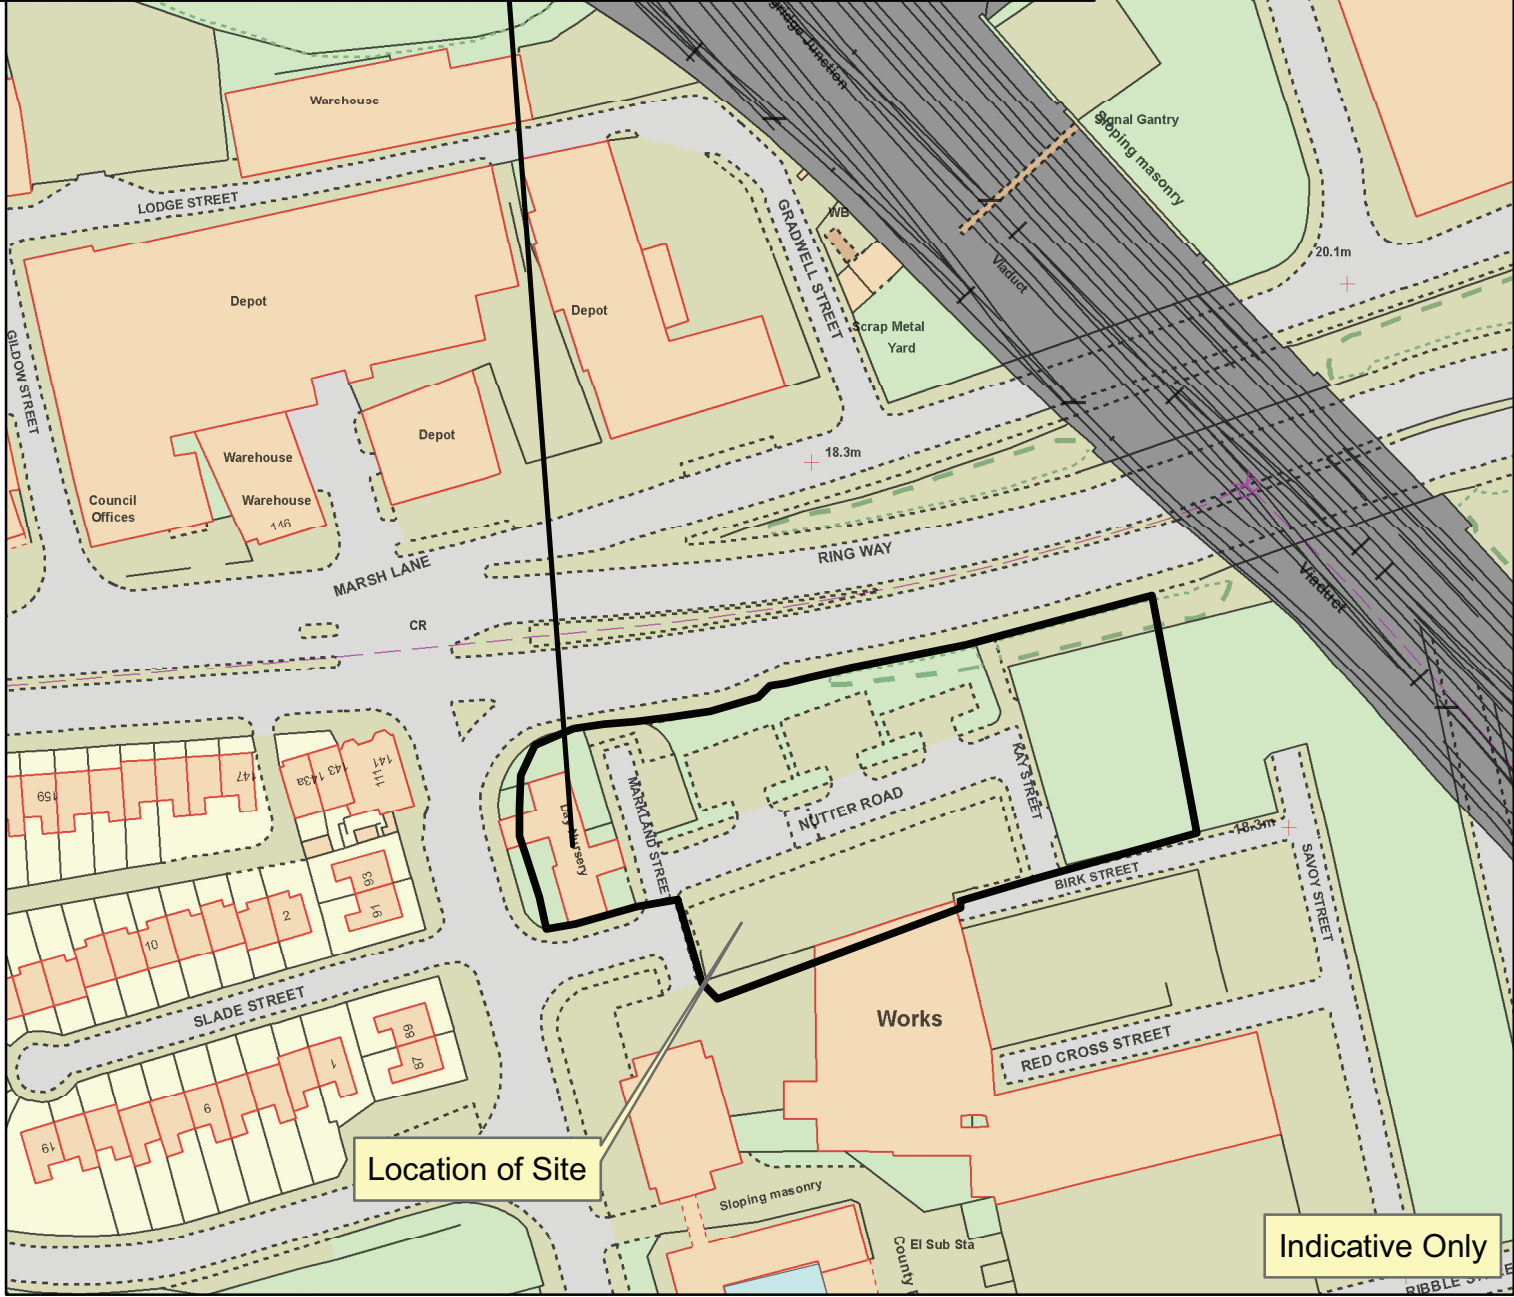 Bridge Junction
Warehouse
Signal Gantry
Sloping masonry
LODGE STREET
WB
GRADWELL STREET
20.1m
Viaduct
Depot
Depot
Scrap Metal
Yard
GILDOW STREET
Depot
18.3m
Warehouse
Warehouse
146
Council
Offices
RING WAY
MARSH LANE
Viaduct
CR
147
159
143a
143
141
111
KAY STREET
MARKLAND STREET
NUTTER ROAD
Day Nursery
18.3m
SAVOY STREET
BIRK STREET
93
91
2
10
SLADE STREET
Works
RED CROSS STREET
89
87
1
9
19
Location of Site
Sloping masonry
El Sub Sta
County
Indicative Only